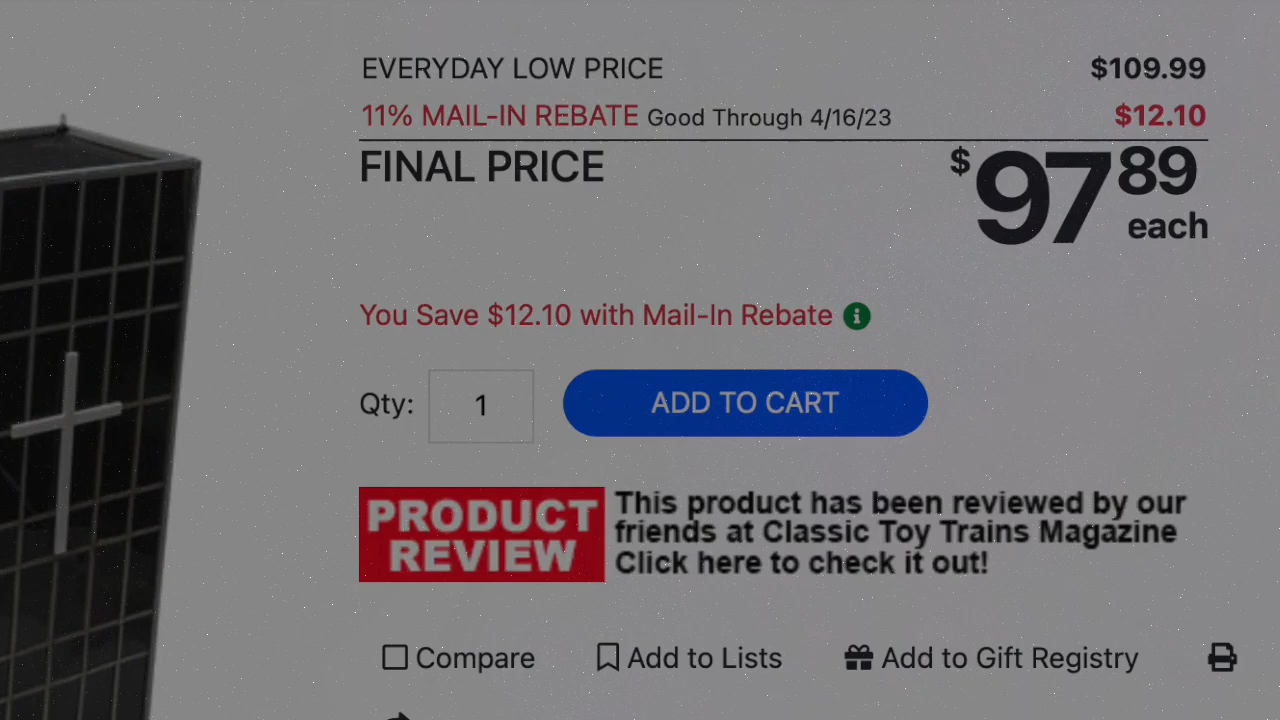 EVERYDAY LOW PRICE $109.99
11% MAIL-IN REBATE Good Through 4/16/23 $12.10
FINAL PRICE $97 89 each
You Save $12.10 with Mail-In Rebate
Qty: 1 ADD TO CART
PRODUCT REVIEW
This product has been reviewed by our
friends at Classic Toy Trains Magazine
Click here to check it out!
Compare Add to Lists Add to Gift Registry